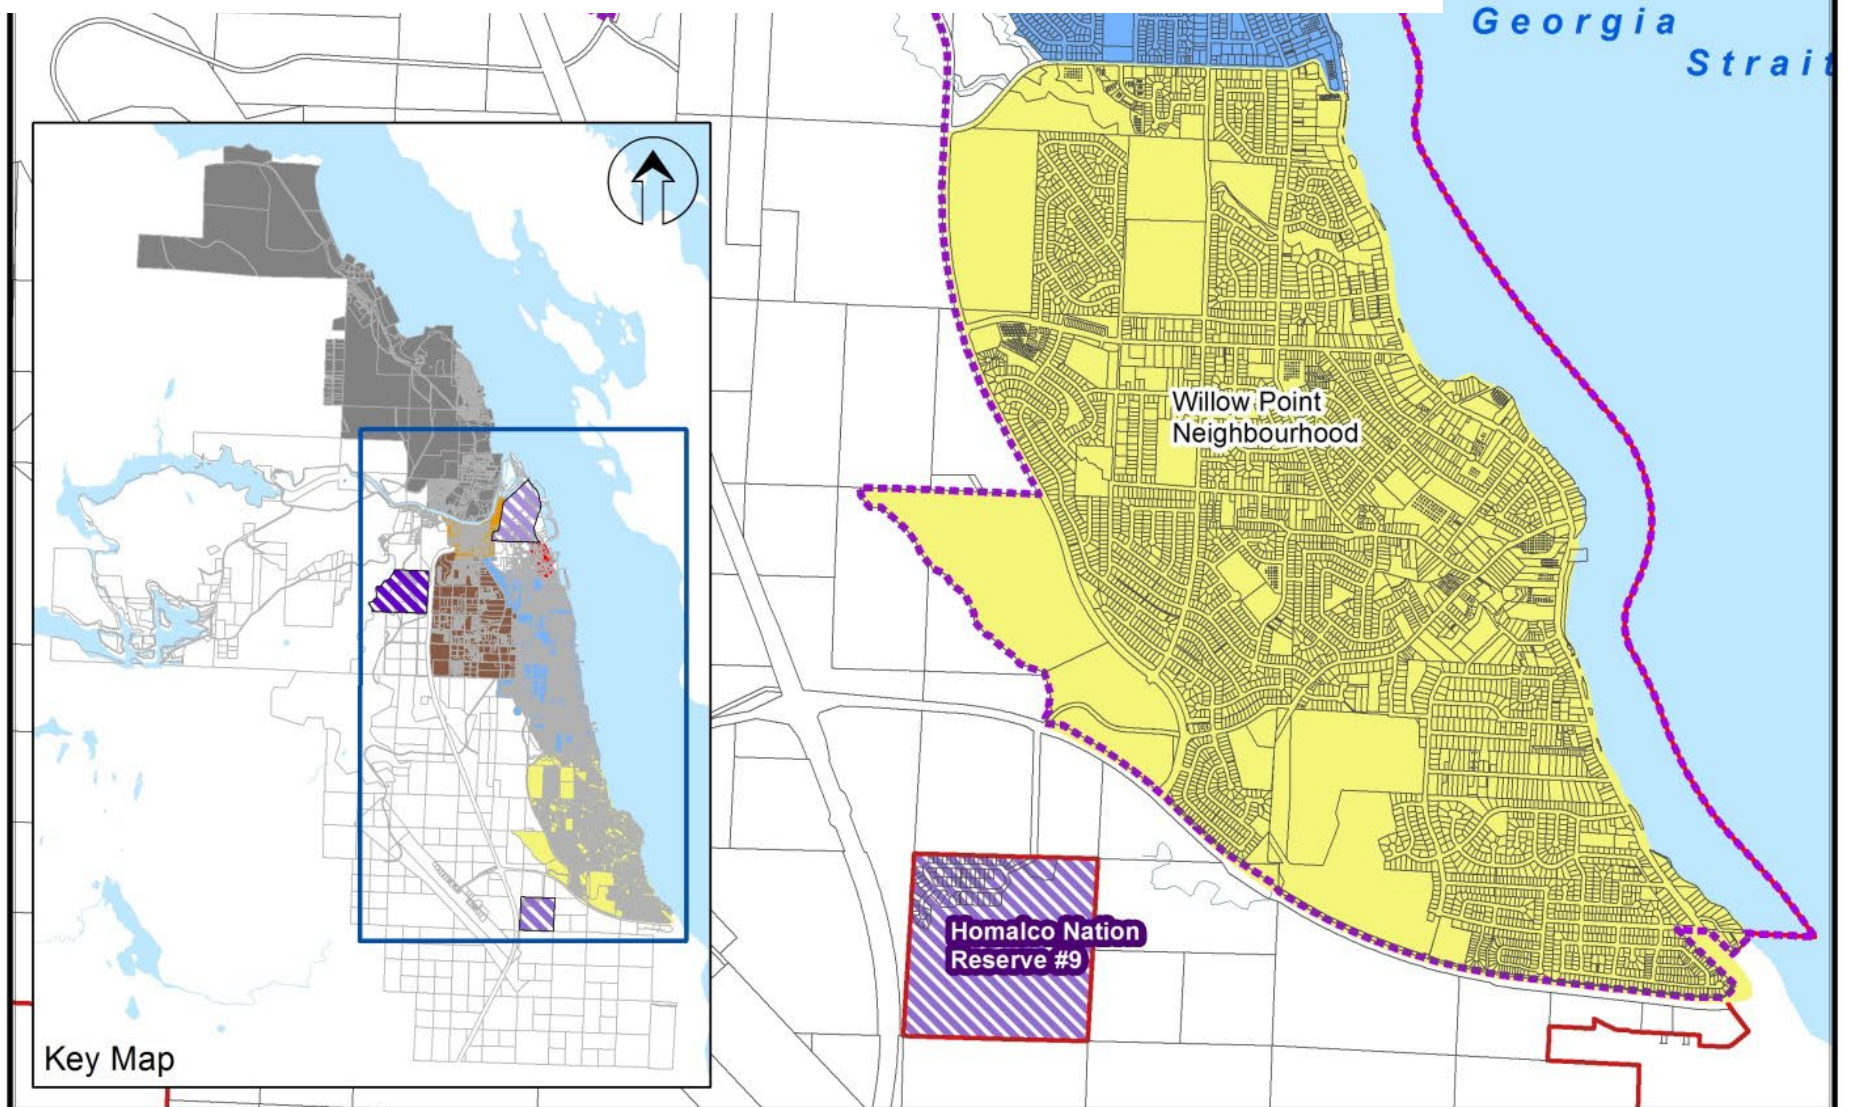 Georgia
Strait
Willow Point
Neighbourhood
Homalco Nation
Reserve #9
Key Map